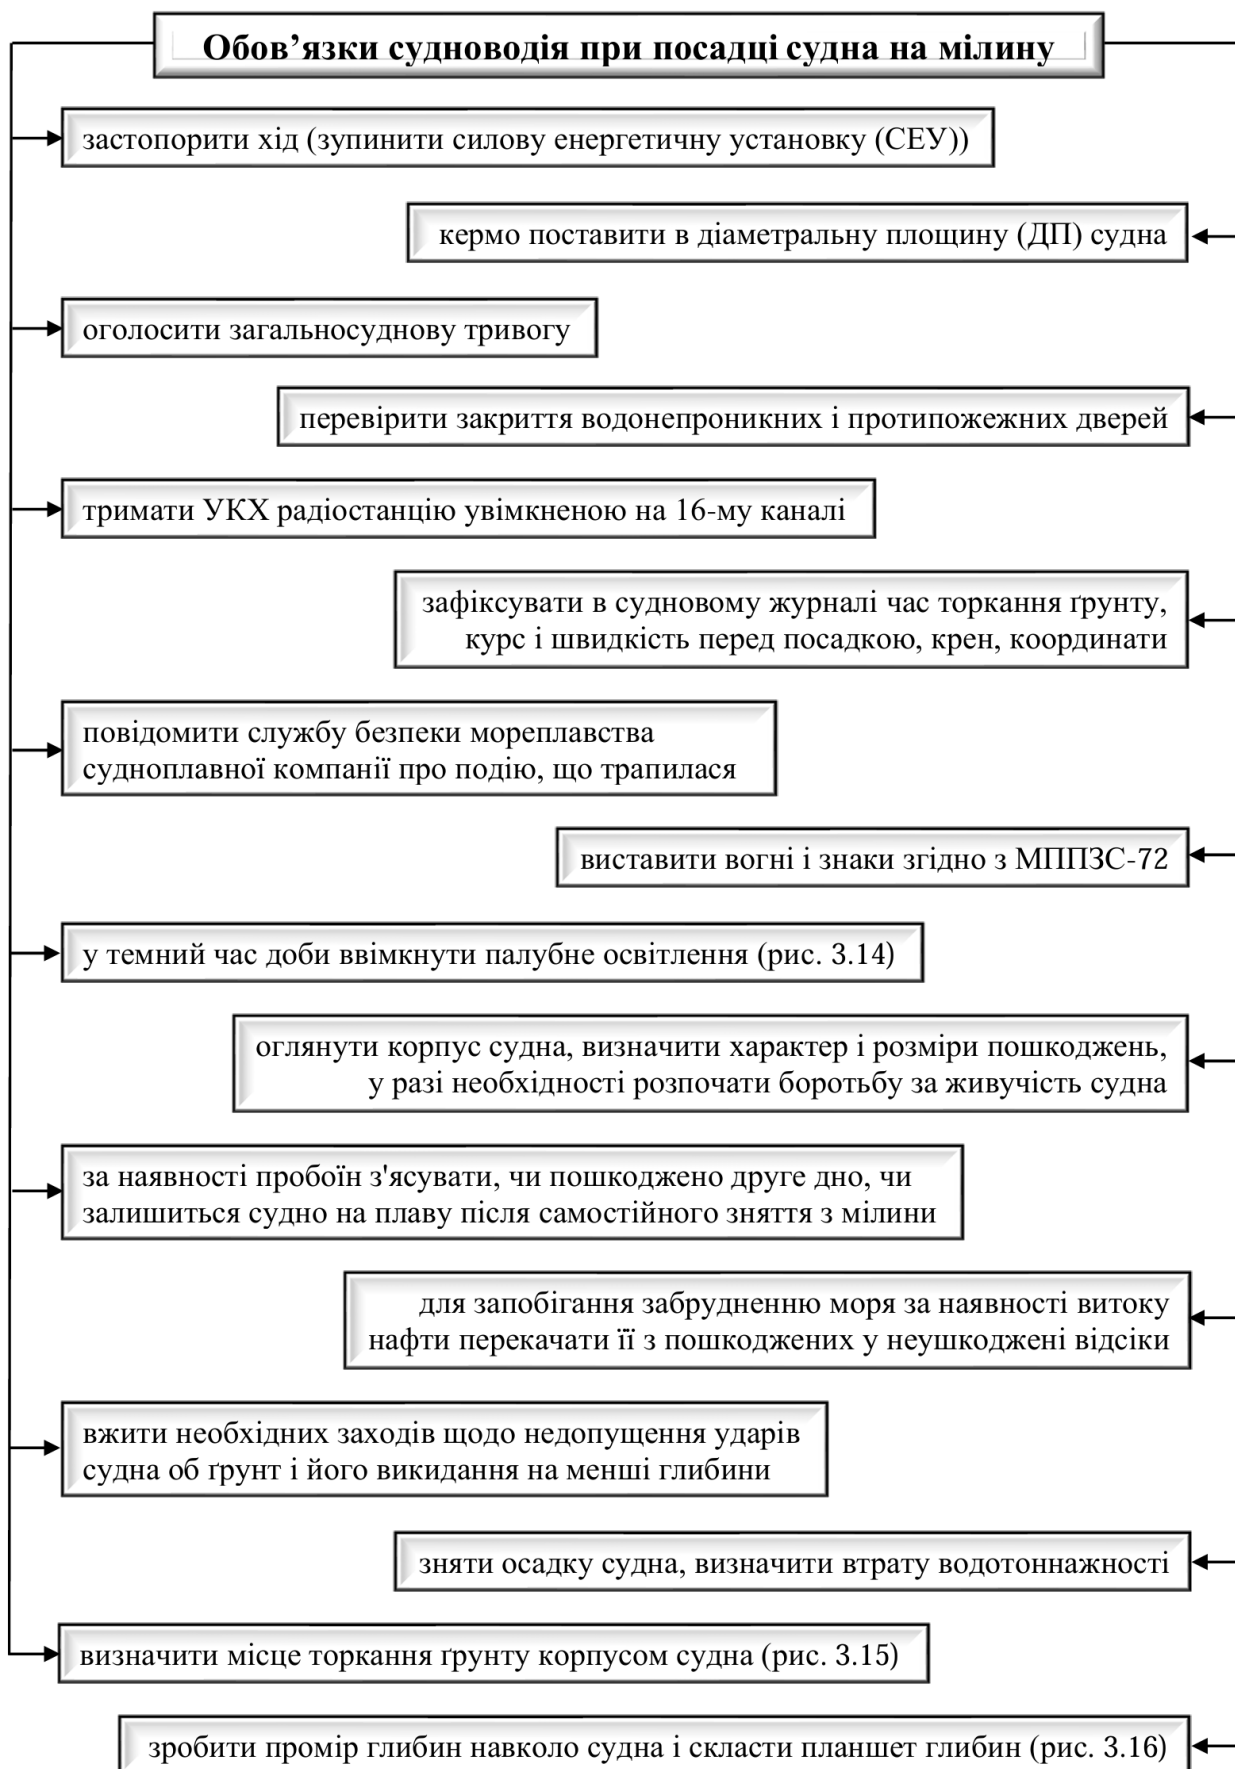 Обов’язки судноводія при посадці судна на мілину
застопорити хід (зупинити силову енергетичну установку (СЕУ))
кермо поставити в діаметральну площину (ДП) судна
оголосити загальносуднову тривогу
перевірити закриття водонепроникних і протипожежних дверей
тримати УКХ радіостанцію увімкненою на 16-му каналі
зафіксувати в судновому журналі час торкання ґрунту,
курс і швидкість перед посадкою, крен, координати
повідомити службу безпеки мореплавства
судноплавної компанії про подію, що трапилася
виставити вогні і знаки згідно з МППЗС-72
у темний час доби ввімкнути палубне освітлення (рис. 3.14)
оглянути корпус судна, визначити характер і розміри пошкоджень,
у разі необхідності розпочати боротьбу за живучість судна
за наявності пробоїн з'ясувати, чи пошкоджено друге дно, чи
залишиться судно на плаву після самостійного зняття з мілини
для запобігання забрудненню моря за наявності витоку
нафти перекачати її з пошкоджених у неушкоджені відсіки
вжити необхідних заходів щодо недопущення ударів
судна об ґрунт і його викидання на менші глибини
зняти осадку судна, визначити втрату водотоннажності
визначити місце торкання ґрунту корпусом судна (рис. 3.15)
зробити промір глибин навколо судна і скласти планшет глибин (рис. 3.16)